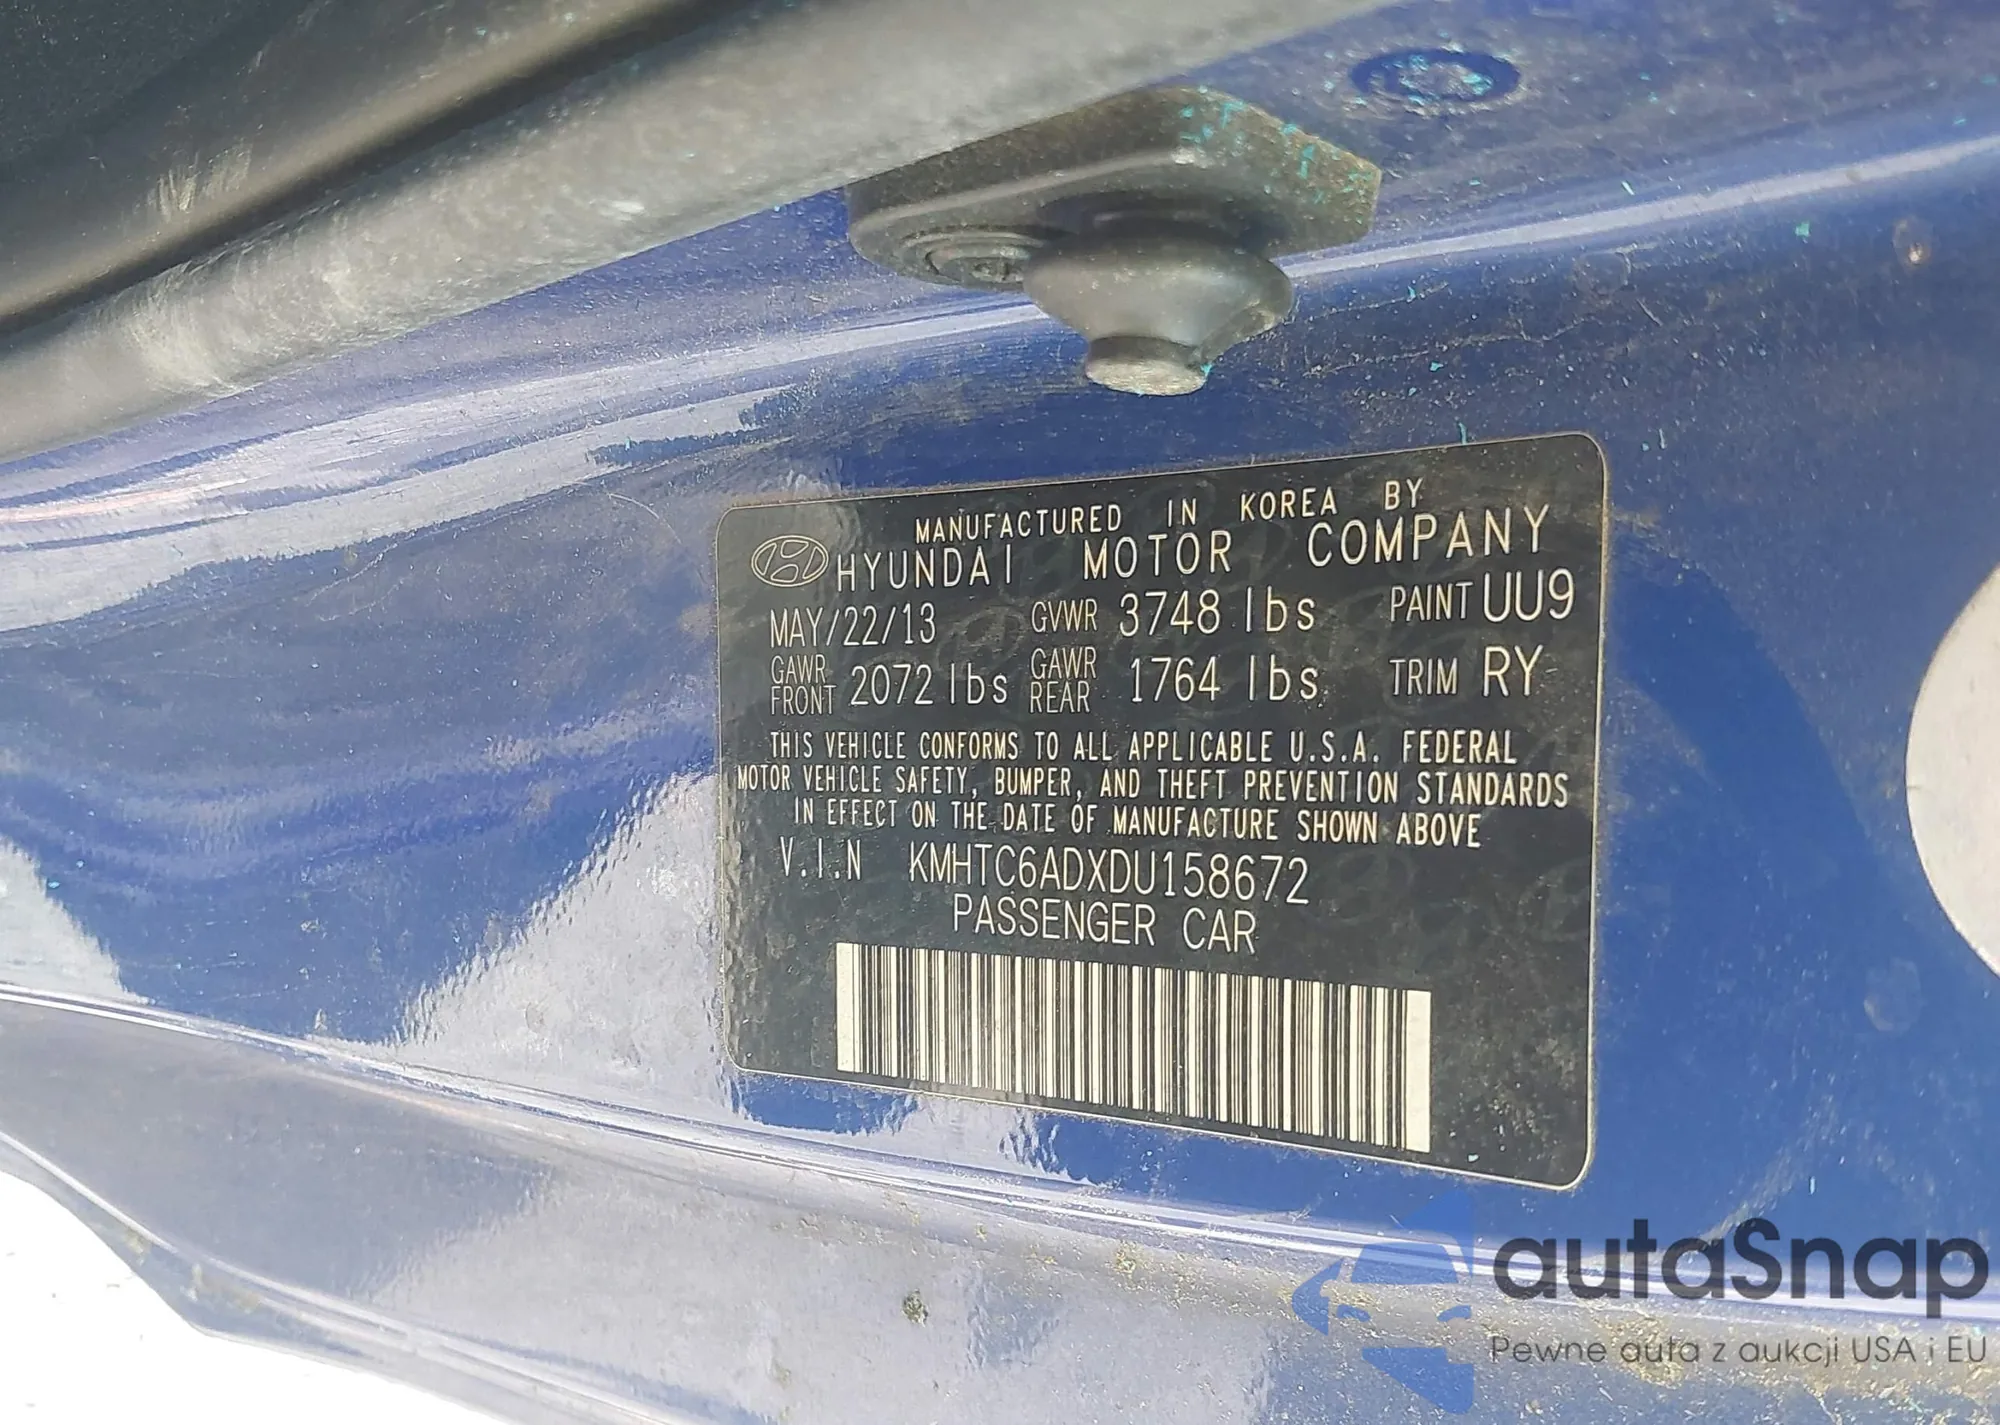 MANUFACTURED IN KOREA BY
HYUNDAI MOTOR COMPANY
MAY/22/13 GVWR 3748 lbs PAINT UU9
GAWR FRONT 2072 lbs GAWR REAR 1764 lbs TRIM RY
THIS VEHICLE CONFORMS TO ALL APPLICABLE U.S.A. FEDERAL
MOTOR VEHICLE SAFETY, BUMPER, AND THEFT PREVENTION STANDARDS
IN EFFECT ON THE DATE OF MANUFACTURE SHOWN ABOVE
V.I.N KMHTC6ADXDU158672
PASSENGER CAR
autaSnap
Pewne auta z aukcji USA i EU